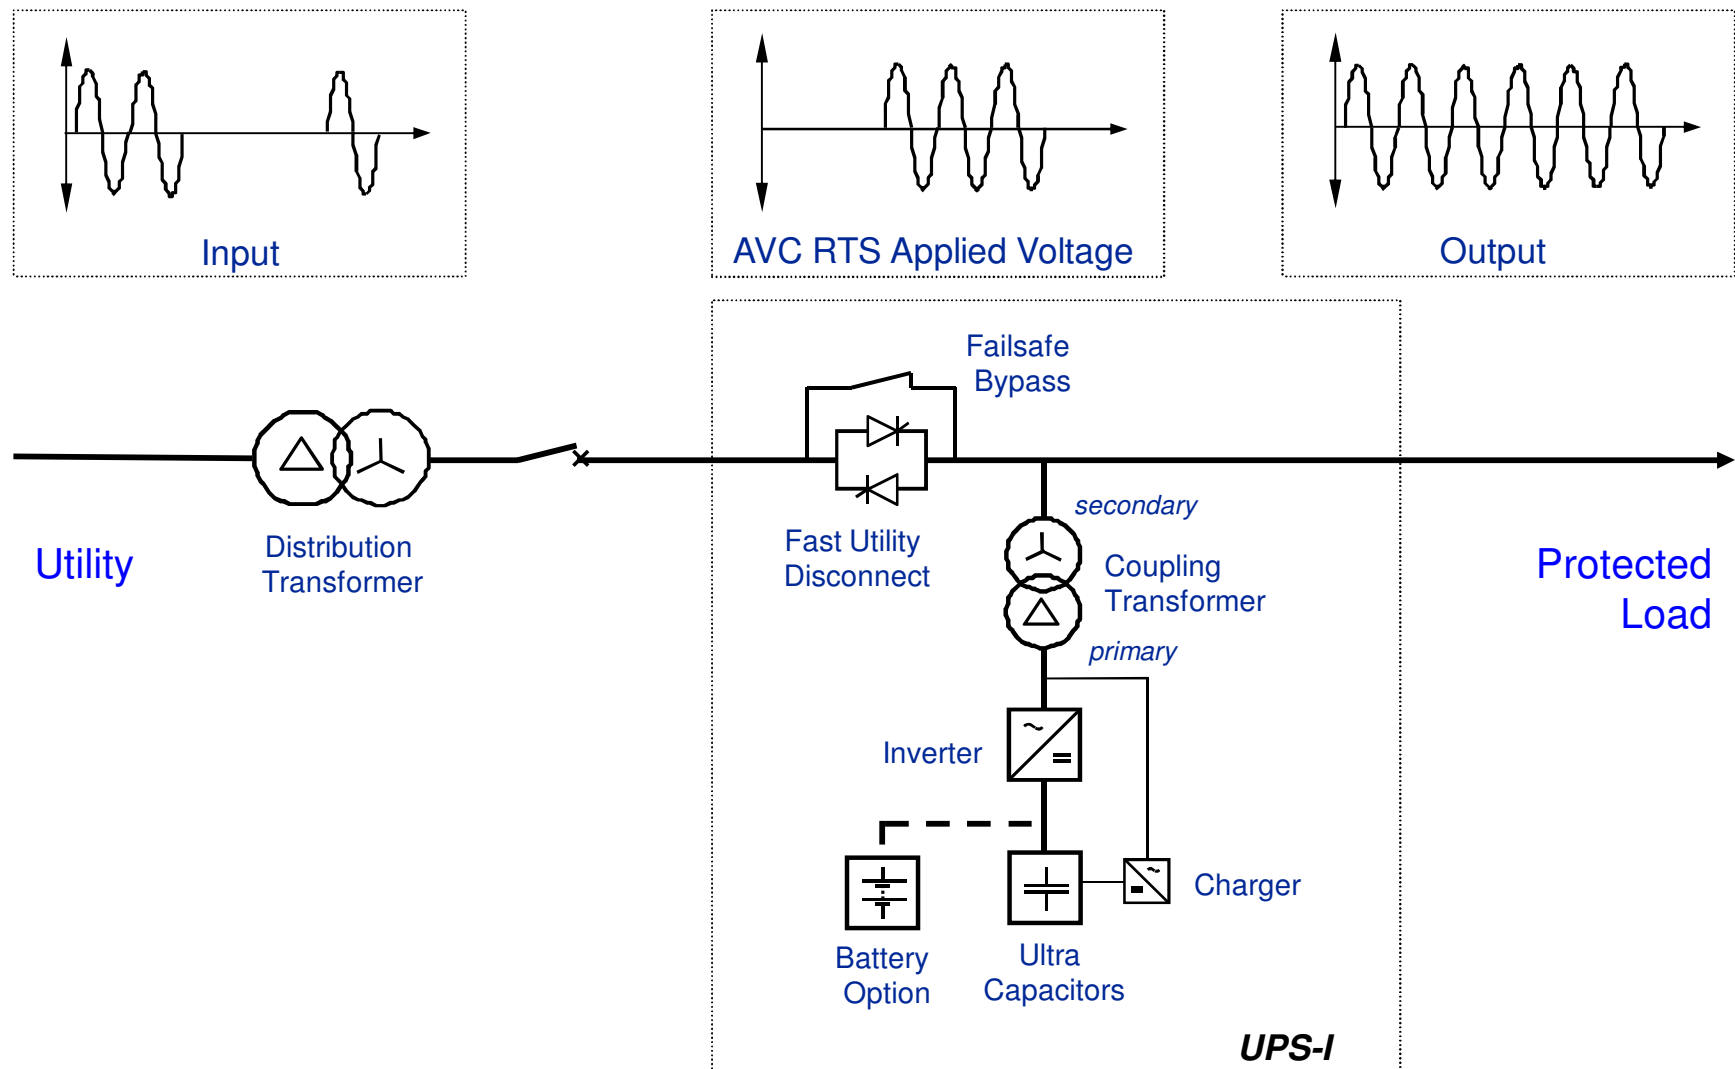 Input
AVC RTS Applied Voltage
Output
Failsafe
Bypass
secondary
Fast Utility
Disconnect
Utility
Distribution
Transformer
Coupling
Transformer
Protected
Load
primary
Inverter
Charger
Battery
Option
Ultra
Capacitors
UPS-I